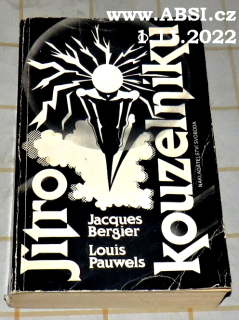 www.ABSI.cz
2022
Jitro
kouzelníků
Jacques
Bergier
Louis
Pauwels
NAKLADATELSTVÍ SVOBODA